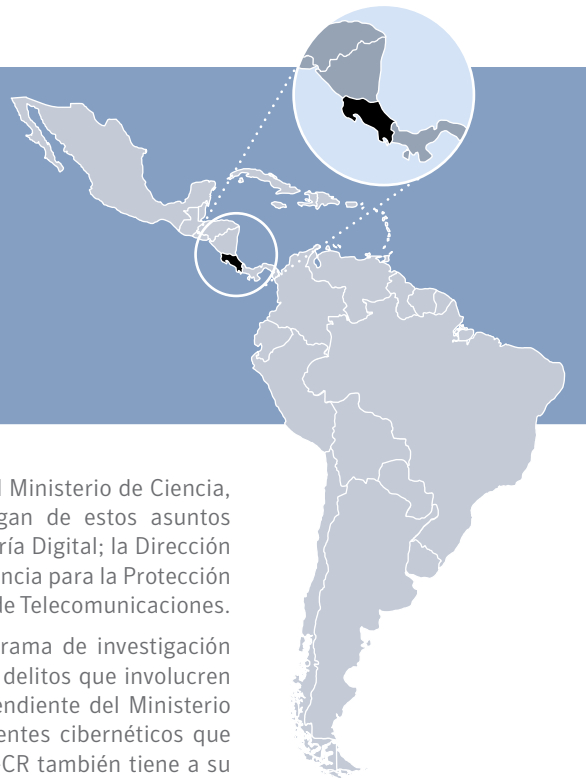 l Ministerio de Ciencia,
gan de estos asuntos
ría Digital; la Dirección
ncia para la Protección
de Telecomunicaciones.
rama de investigación
delitos que involucren
endiente del Ministerio
entes cibernéticos que
CR también tiene a su